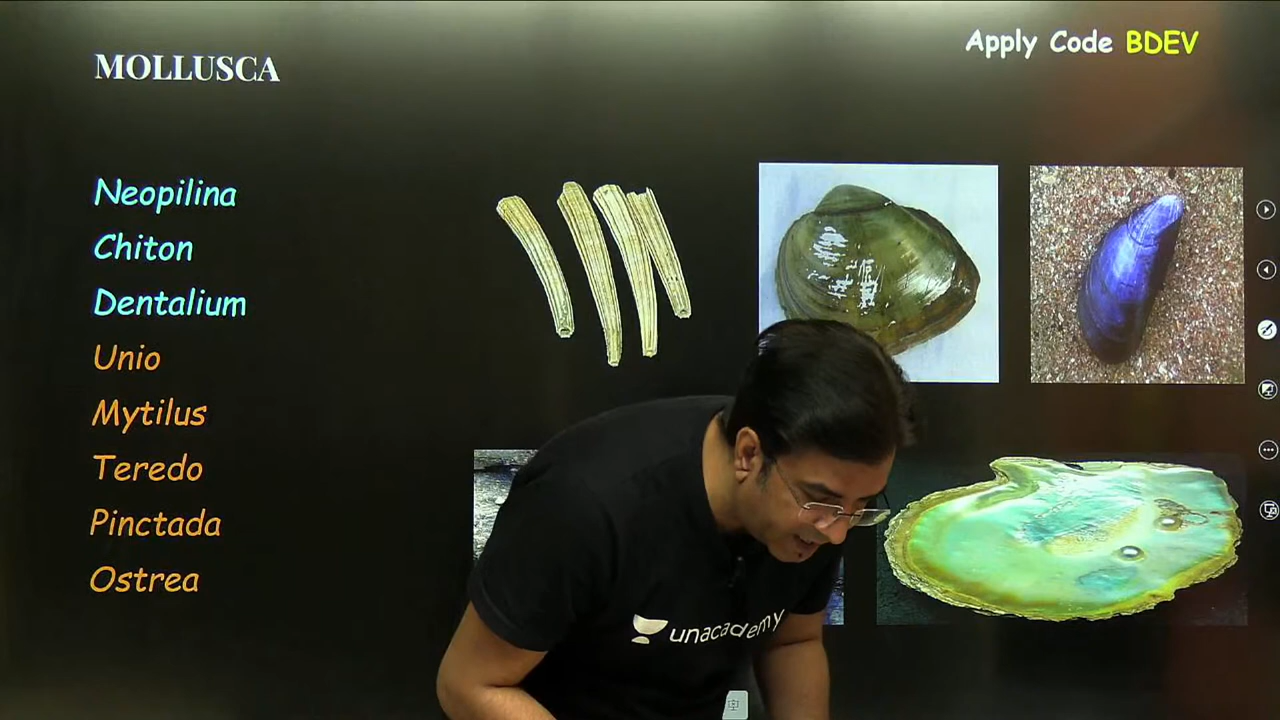 Apply Code BDEV
MOLLUSCA
Neopilina
Chiton
Dentalium
Unio
Mytilus
Teredo
Pinctada
Ostrea
unacademy